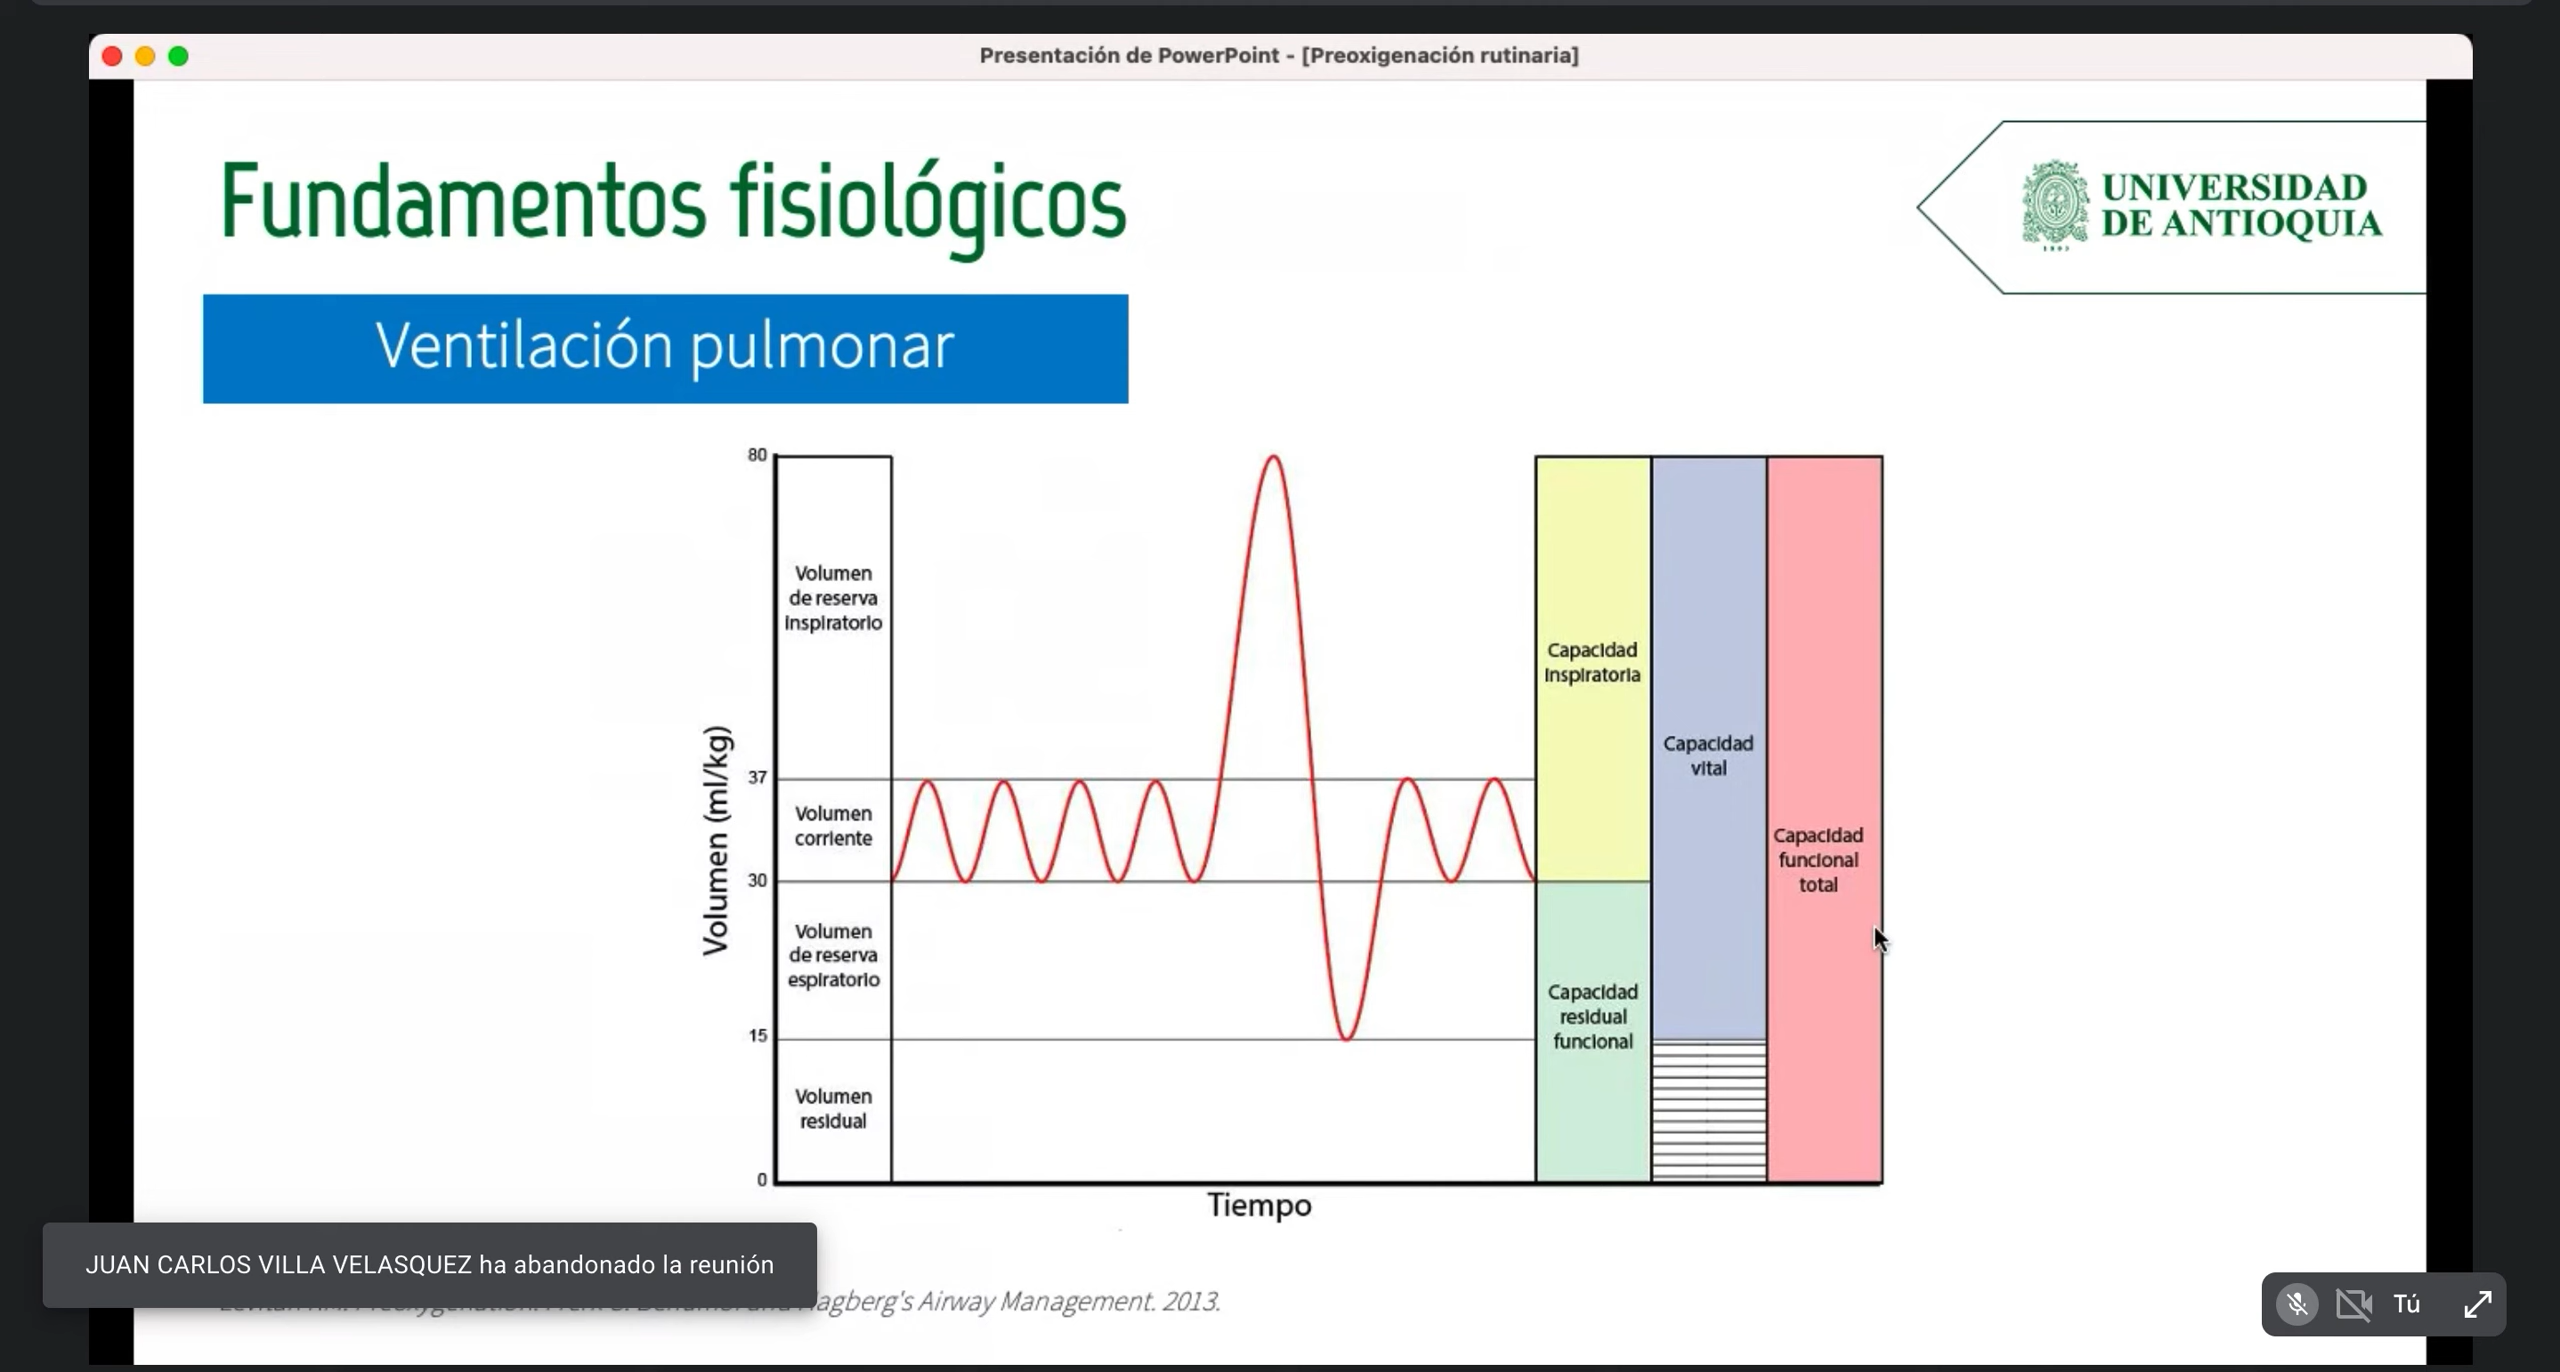 Presentación de PowerPoint - [Preoxigenación rutinaria]
Fundamentos fisiológicos
UNIVERSIDAD
DE ANTIOQUIA
1803
Ventilación pulmonar
80
37
30
15
0
Volumen (ml/kg)
Volumen
de reserva
inspiratorio
Volumen
corriente
Volumen
de reserva
espiratorio
Volumen
residual
Capacidad
inspiratoria
Capacidad
residual
funcional
Capacidad
vital
Capacidad
funcional
total
Tiempo
JUAN CARLOS VILLA VELASQUEZ ha abandonado la reunión
agberg's Airway Management. 2013.
Tú